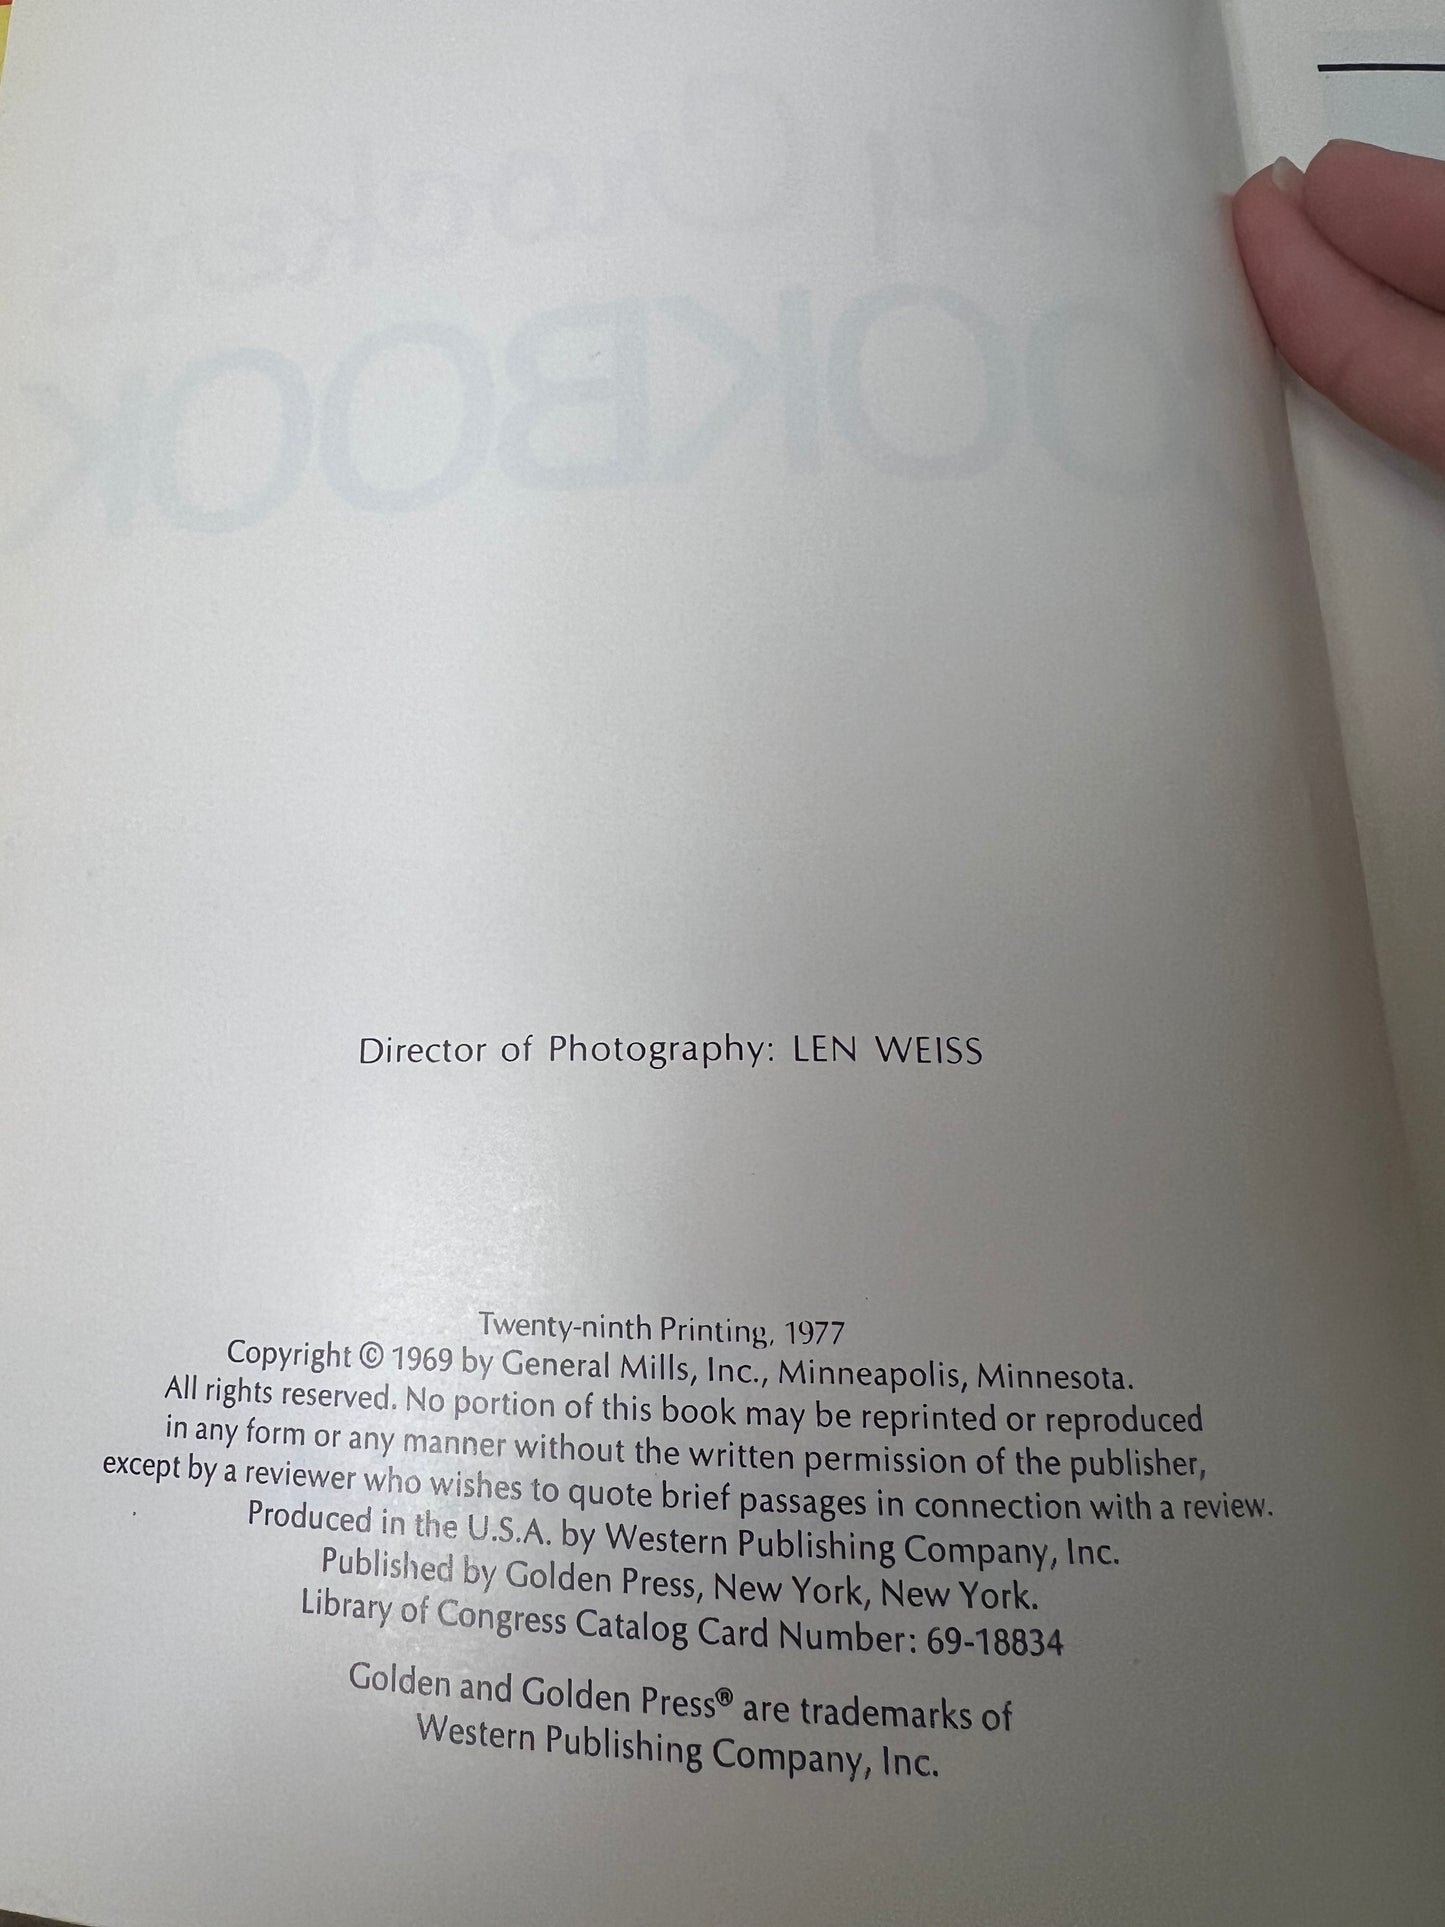 Director of Photography: LEN WEISS
Twenty-ninth Printing, 1977
Copyright © 1969 by General Mills, Inc., Minneapolis, Minnesota.
All rights reserved. No portion of this book may be reprinted or reproduced
in any form or any manner without the written permission of the publisher,
except by a reviewer who wishes to quote brief passages in connection with a review.
Produced in the U.S.A. by Western Publishing Company, Inc.
Published by Golden Press, New York, New York.
Library of Congress Catalog Card Number: 69-18834
Golden and Golden Press® are trademarks of
Western Publishing Company, Inc.